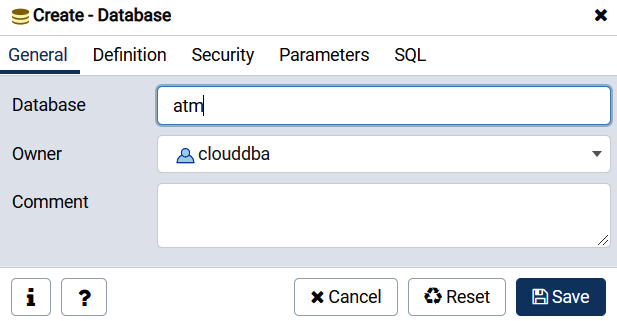 Create - Database
General Definition Security Parameters SQL
Database atm
Owner clouddba
Comment
i ? Cancel Reset Save